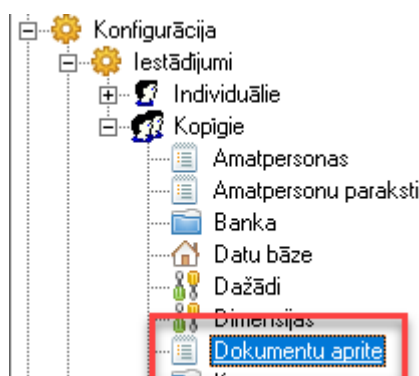 Konfigurācija
Iestādījumi
Individuālie
Kopīgie
Amatpersonas
Amatpersonu paraksti
Banka
Datu bāze
Dažādi
Dimensijas
Dokumentu aprite